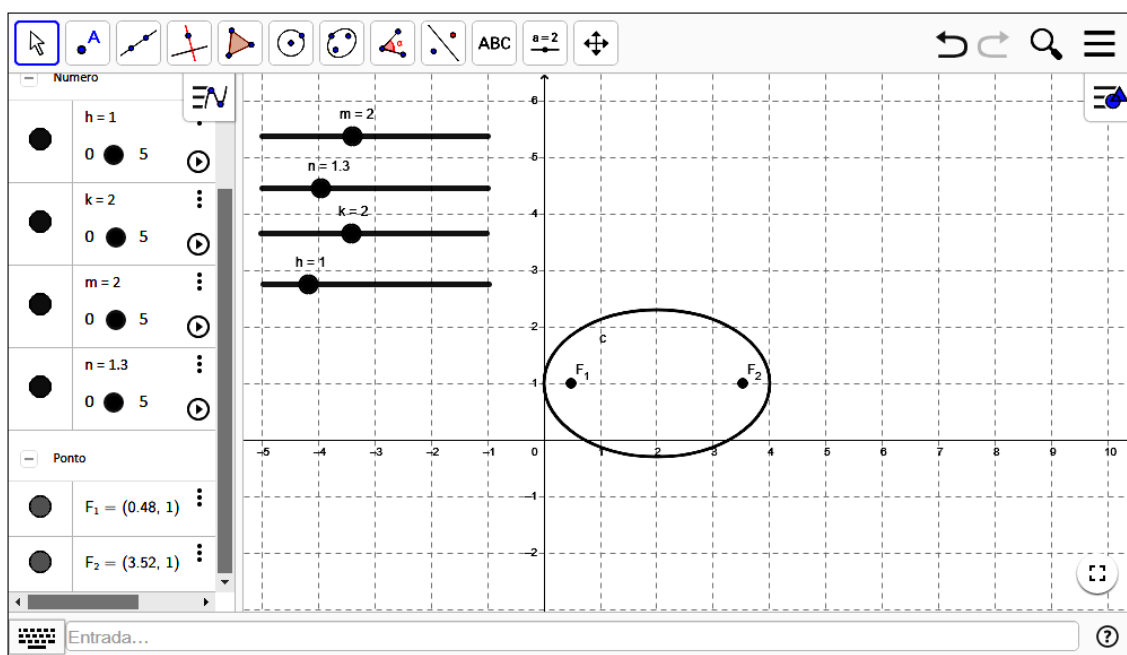 A
α
ABC
a = 2
Numero
h = 1
0 5
k = 2
0 5
m = 2
0 5
n = 1.3
0 5
Ponto
F1 = (0.48, 1)
F2 = (3.52, 1)
m = 2
n = 1.3
k = 2
h = 1
6
5
4
3
2
1
–1
–2
–5 –4 –3 –2 –1 0 1 2 3 4 5 6 7 8 9 10
c
F1
F2
Entrada...
?